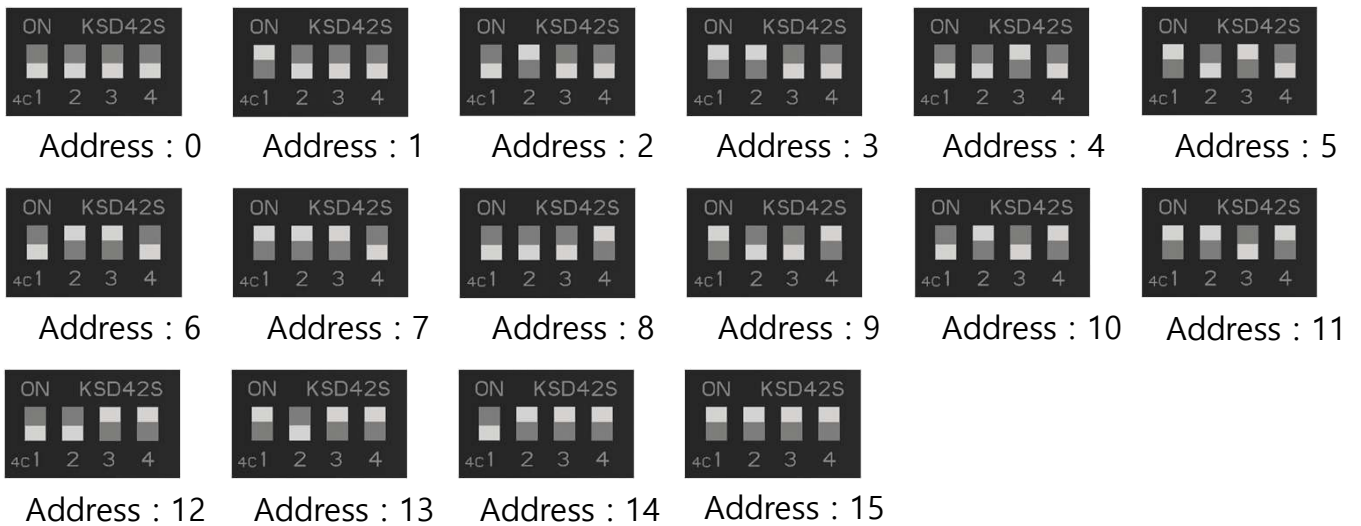 ON KSD42S ON KSD42S ON KSD42S ON KSD42S ON KSD42S ON KSD42S
4C1 2 3 4 4C1 2 3 4 4C1 2 3 4 4C1 2 3 4 4C1 2 3 4 4C1 2 3 4
Address : 0 Address : 1 Address : 2 Address : 3 Address : 4 Address : 5
ON KSD42S ON KSD42S ON KSD42S ON KSD42S ON KSD42S ON KSD42S
4C1 2 3 4 4C1 2 3 4 4C1 2 3 4 4C1 2 3 4 4C1 2 3 4 4C1 2 3 4
Address : 6 Address : 7 Address : 8 Address : 9 Address : 10 Address : 11
ON KSD42S ON KSD42S ON KSD42S ON KSD42S
4C1 2 3 4 4C1 2 3 4 4C1 2 3 4 4C1 2 3 4
Address : 12 Address : 13 Address : 14 Address : 15